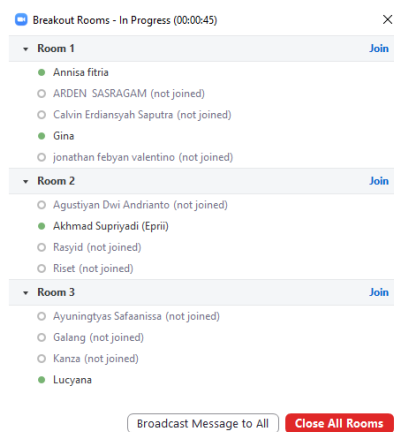 Breakout Rooms - In Progress (00:00:45)
Room 1 Join
Annisa fitria
ARDEN SASRAGAM (not joined)
Calvin Erdiansyah Saputra (not joined)
Gina
jonathan febyan valentino (not joined)
Room 2 Join
Agustiyan Dwi Andrianto (not joined)
Akhmad Supriyadi (Eprii)
Rasyid (not joined)
Riset (not joined)
Room 3 Join
Ayuningtyas Safaanissa (not joined)
Galang (not joined)
Kanza (not joined)
Lucyana
Broadcast Message to All Close All Rooms